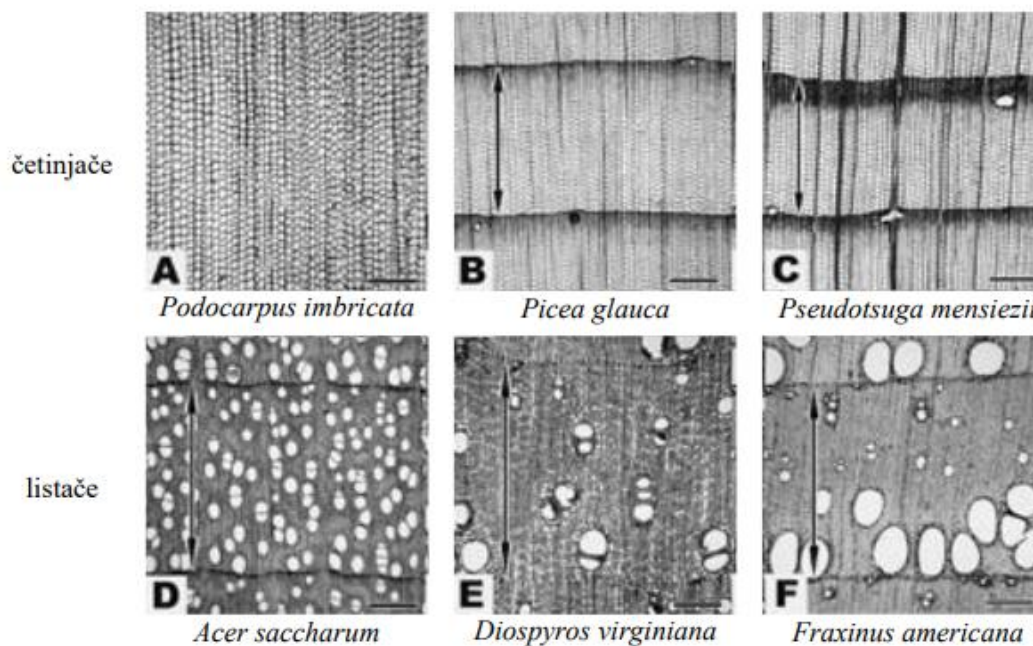 četinjače
A
B
C
Podocarpus imbricata
Picea glauca
Pseudotsuga mensiezii
listače
D
E
F
Acer saccharum
Diospyros virginiana
Fraxinus americana